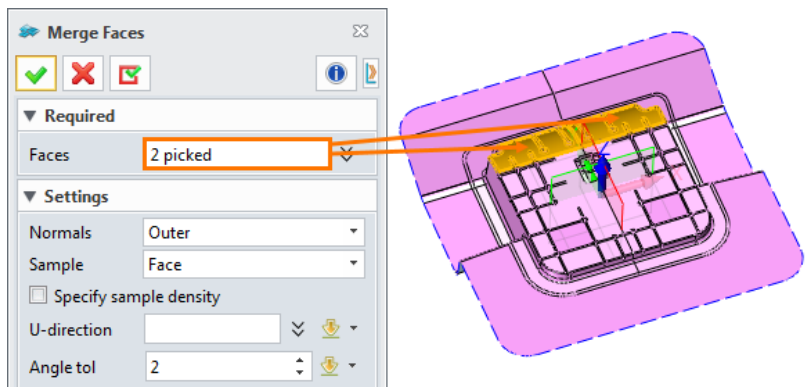 Merge Faces
Required
Faces 2 picked
Settings
Normals Outer
Sample Face
Specify sample density
U-direction
Angle tol 2